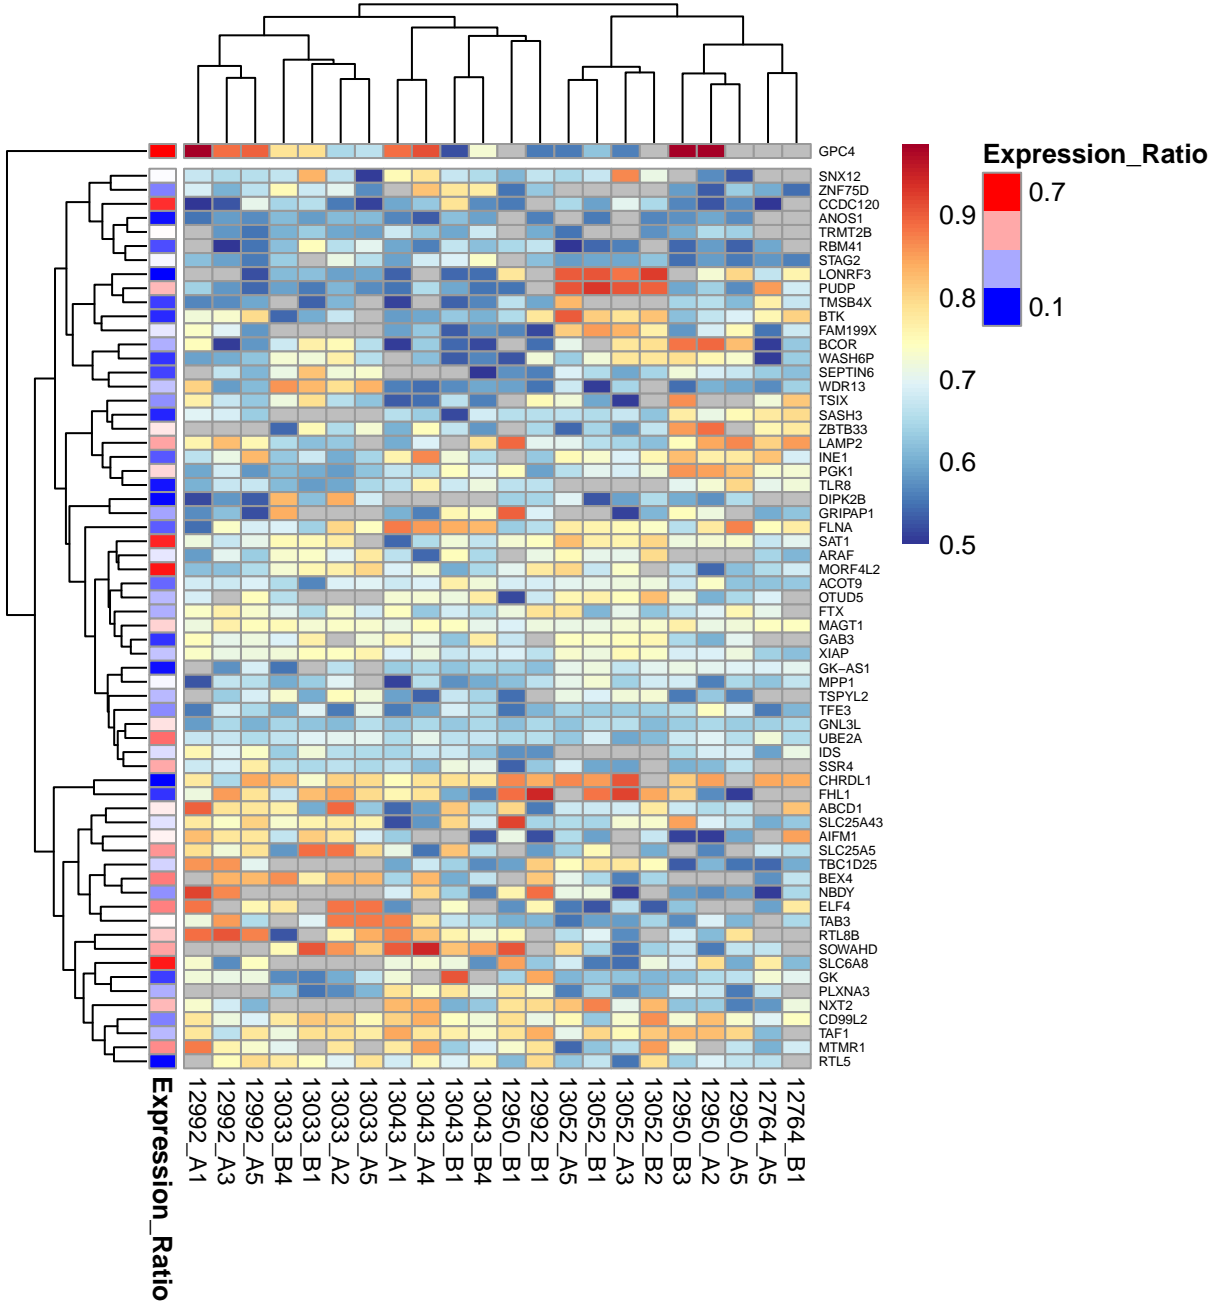 GPC4
SNX12
ZNF75D
CCDC120
ANOS1
TRMT2B
RBM41
STAG2
LONRF3
PUDP
TMSB4X
BTK
FAM199X
BCOR
WASH6P
SEPTIN6
WDR13
TSIX
SASH3
ZBTB33
LAMP2
INE1
PGK1
TLR8
DIPK2B
GRIPAP1
FLNA
SAT1
ARAF
MORF4L2
ACOT9
OTUD5
FTX
MAGT1
GAB3
XIAP
GK−AS1
MPP1
TSPYL2
TFE3
GNL3L
UBE2A
IDS
SSR4
CHRDL1
FHL1
ABCD1
SLC25A43
AIFM1
SLC25A5
TBC1D25
BEX4
NBDY
ELF4
TAB3
RTL8B
SOWAHD
SLC6A8
GK
PLXNA3
NXT2
CD99L2
TAF1
MTMR1
RTL5
Expression_Ratio
12992_A1
12992_A3
12992_A5
13033_B4
13033_B1
13033_A2
13033_A5
13043_A1
13043_A4
13043_B1
13043_B4
12950_B1
12992_B1
13052_A5
13052_B1
13052_A3
13052_B2
12950_B3
12950_A2
12950_A5
12764_A5
12764_B1
0.9
0.8
0.7
0.6
0.5
Expression_Ratio
0.7
0.1